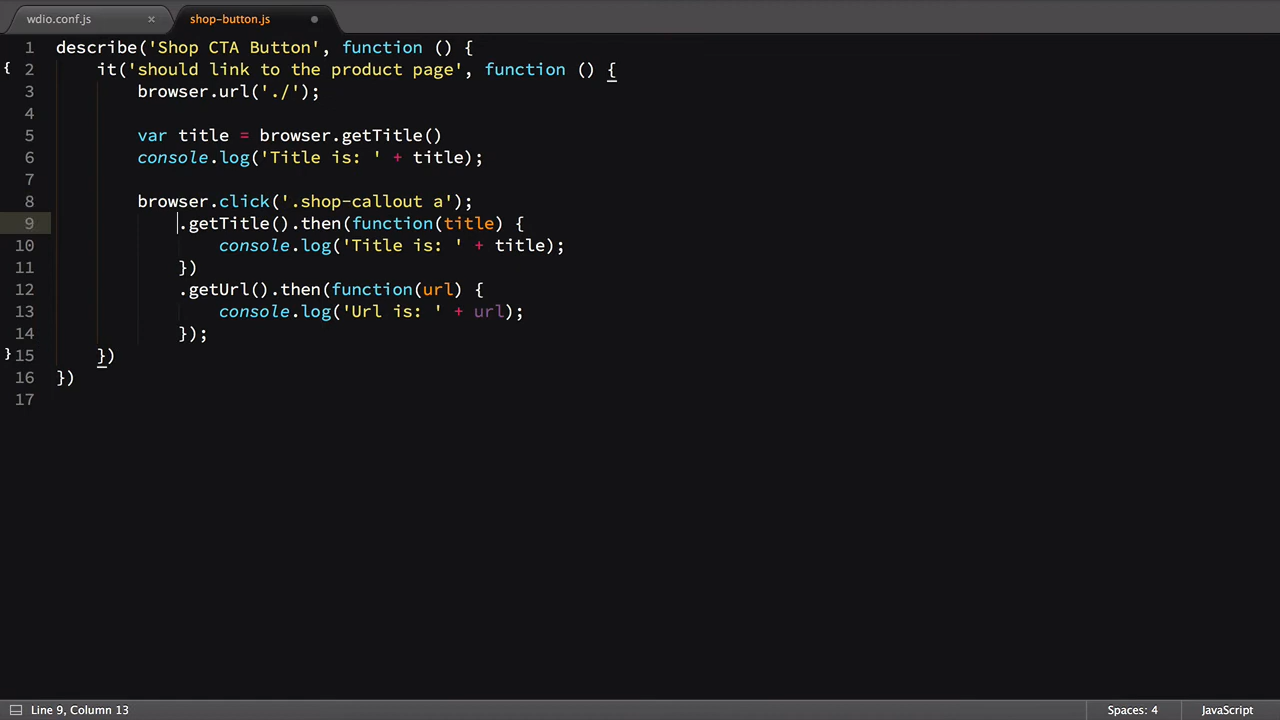 wdio.conf.js × shop-button.js
1 describe('Shop CTA Button', function () {
{ 2 it('should link to the product page', function () {
3 browser.url('./');
4
5 var title = browser.getTitle()
6 console.log('Title is: ' + title);
7
8 browser.click('.shop-callout a');
9 .getTitle().then(function(title) {
10 console.log('Title is: ' + title);
11 })
12 .getUrl().then(function(url) {
13 console.log('Url is: ' + url);
14 });
} 15 })
16 })
17
Line 9, Column 13 Spaces: 4 JavaScript